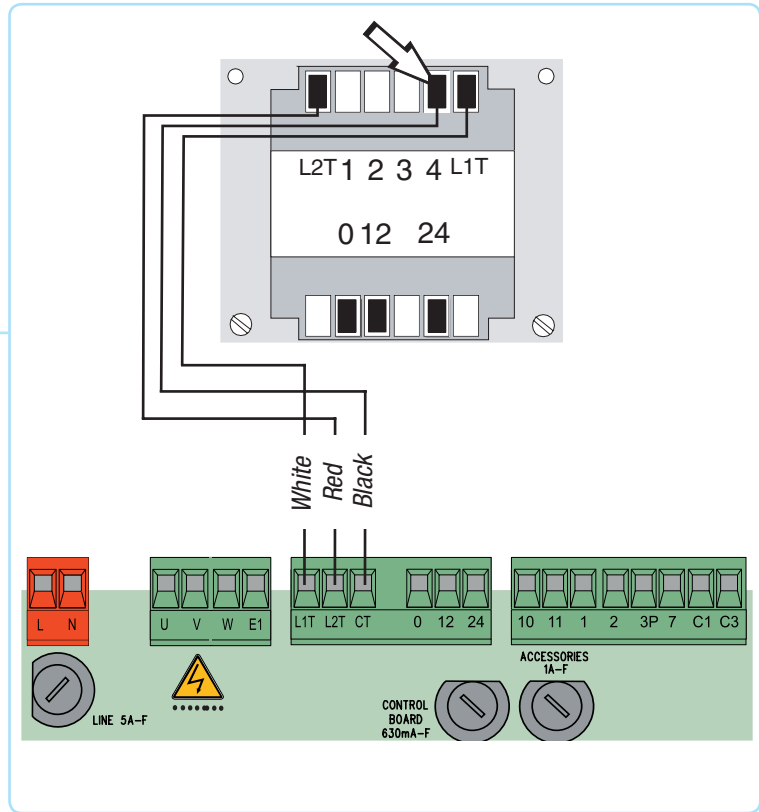 L2T 1 2 3 4 L1T
0 12 24
White
Red
Black
L N
U V W E1
L1T L2T CT
0 12 24
10 11 1 2 3P 7 C1 C3
LINE 5A-F
CONTROL
BOARD
630mA-F
ACCESSORIES
1A-F